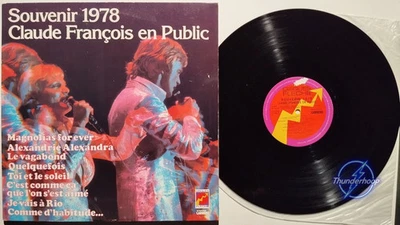 Souvenir 1978
Claude François en Public
Magnolias for ever
Alexandrie Alexandra
Le vagabond
Quelquefois
Toi et le soleil
C'est comme ça
que l'on s'est aimé
Je vais à Rio
Comme d'habitude...
Thunderhoof